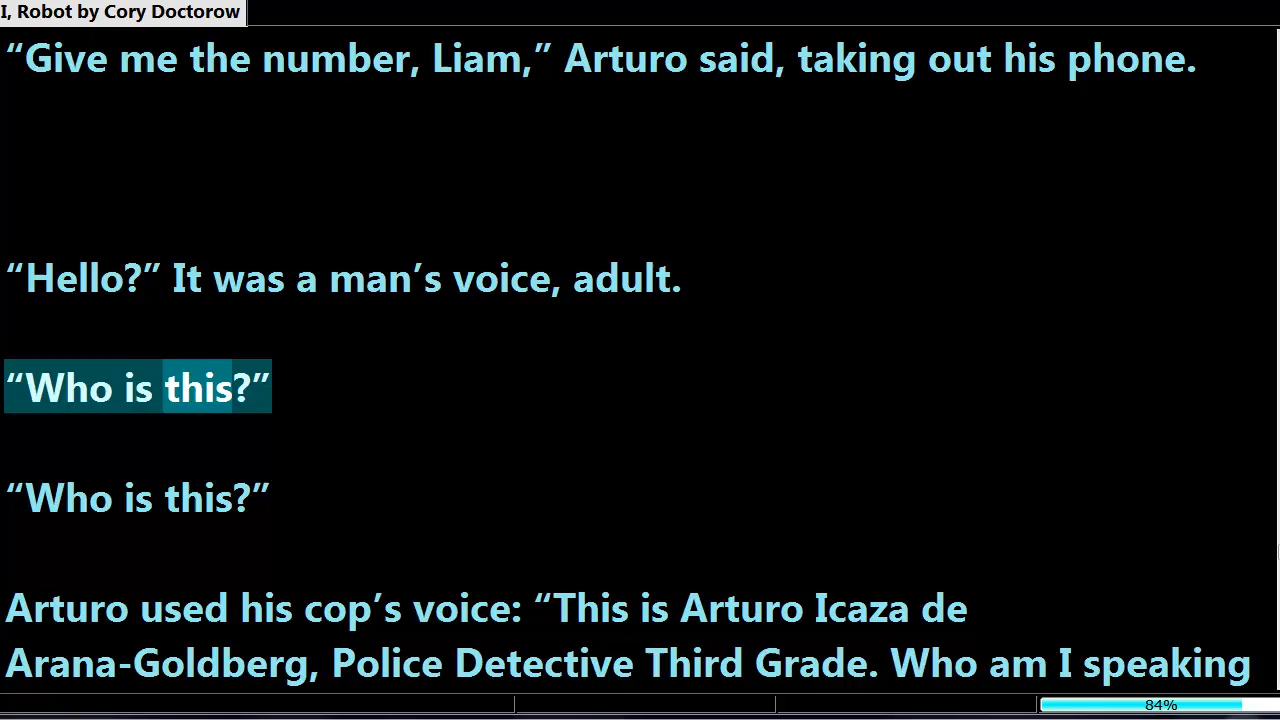 I, Robot by Cory Doctorow
“Give me the number, Liam,” Arturo said, taking out his phone.
“Hello?” It was a man’s voice, adult.
“Who is this?”
“Who is this?”
Arturo used his cop’s voice: “This is Arturo Icaza de
Arana-Goldberg, Police Detective Third Grade. Who am I speaking
84%